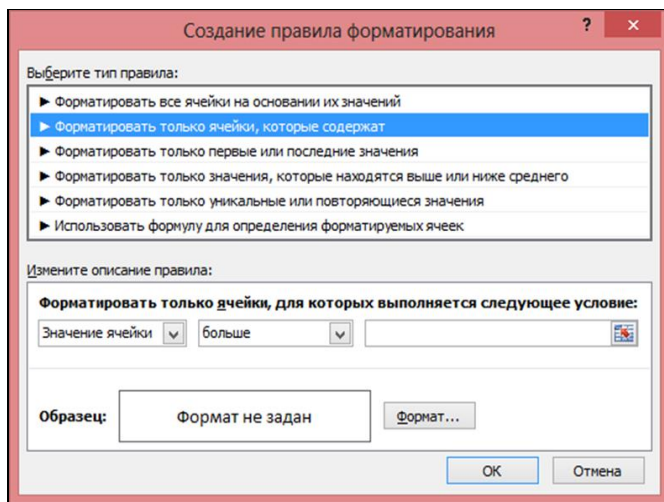 Создание правила форматирования ? ×
Выберите тип правила:
► Форматировать все ячейки на основании их значений
► Форматировать только ячейки, которые содержат
► Форматировать только первые или последние значения
► Форматировать только значения, которые находятся выше или ниже среднего
► Форматировать только уникальные или повторяющиеся значения
► Использовать формулу для определения форматируемых ячеек
Измените описание правила:
Форматировать только ячейки, для которых выполняется следующее условие:
Значение ячейки больше
Образец: Формат не задан Формат...
ОК Отмена